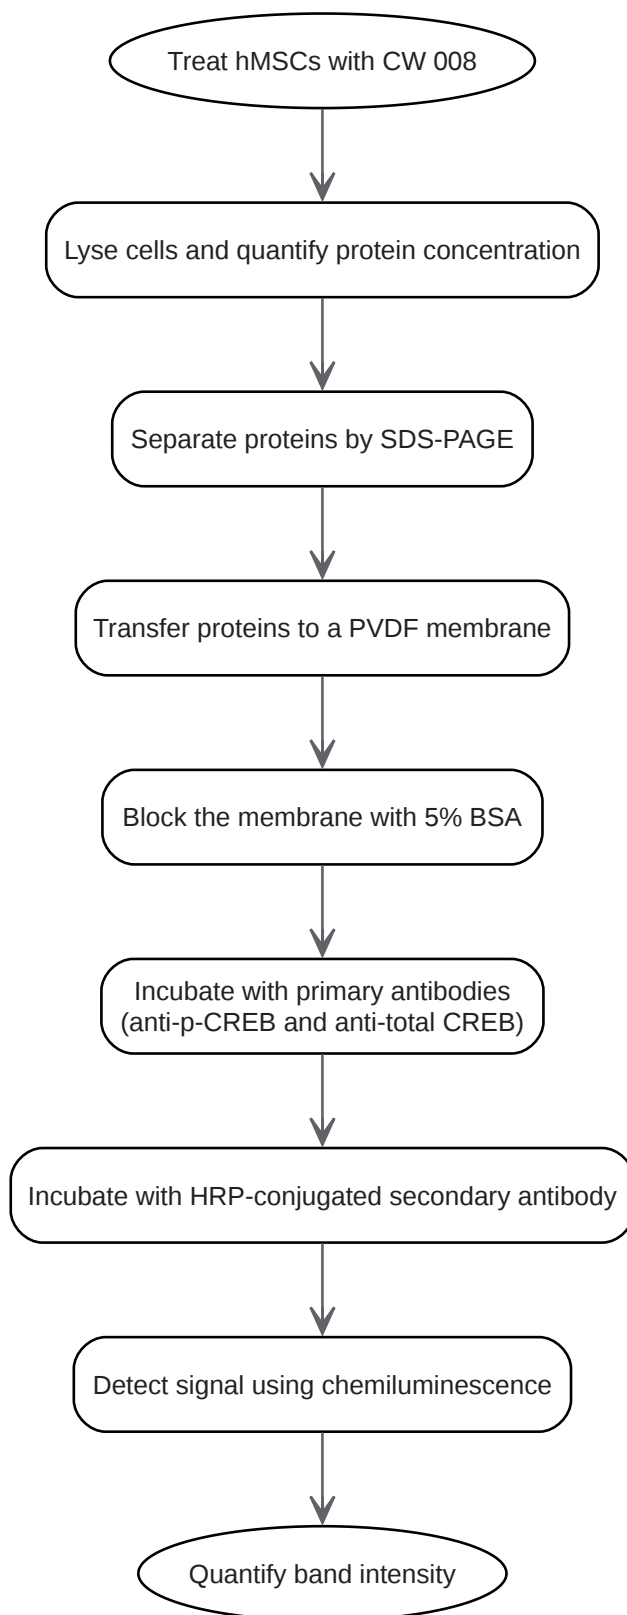 Treat hMSCs with CW 008
Lyse cells and quantify protein concentration
Separate proteins by SDS-PAGE
Transfer proteins to a PVDF membrane
Block the membrane with 5% BSA
Incubate with primary antibodies
(anti-p-CREB and anti-total CREB)
Incubate with HRP-conjugated secondary antibody
Detect signal using chemiluminescence
Quantify band intensity